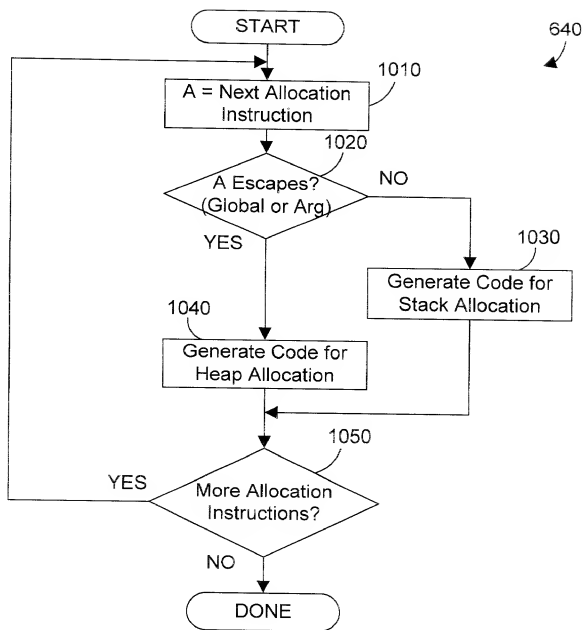 START
640
A = Next Allocation
Instruction
1010
1020
A Escapes?
(Global or Arg)
NO
YES
1030
Generate Code for
Stack Allocation
1040
Generate Code for
Heap Allocation
1050
YES
More Allocation
Instructions?
NO
DONE